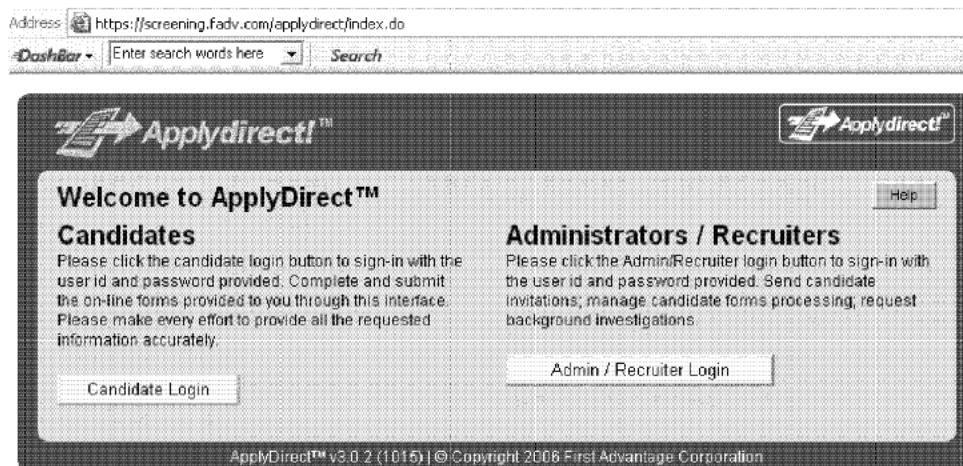 Address https://screening.fadv.com/applydirect/index.do
DashBar Enter search words here Search
Applydirect!™
Applydirect!™
Welcome to ApplyDirect™
Help
Candidates
Please click the candidate login button to sign-in with the
user id and password provided. Complete and submit
the on-line forms provided to you through this interface.
Please make every effort to provide all the requested
information accurately.
Candidate Login
Administrators / Recruiters
Please click the Admin/Recruiter login button to sign-in with
the user id and password provided. Send candidate
invitations; manage candidate forms processing; request
background investigations.
Admin / Recruiter Login
ApplyDirect™ v3.0.2 (1015) | © Copyright 2006 First Advantage Corporation